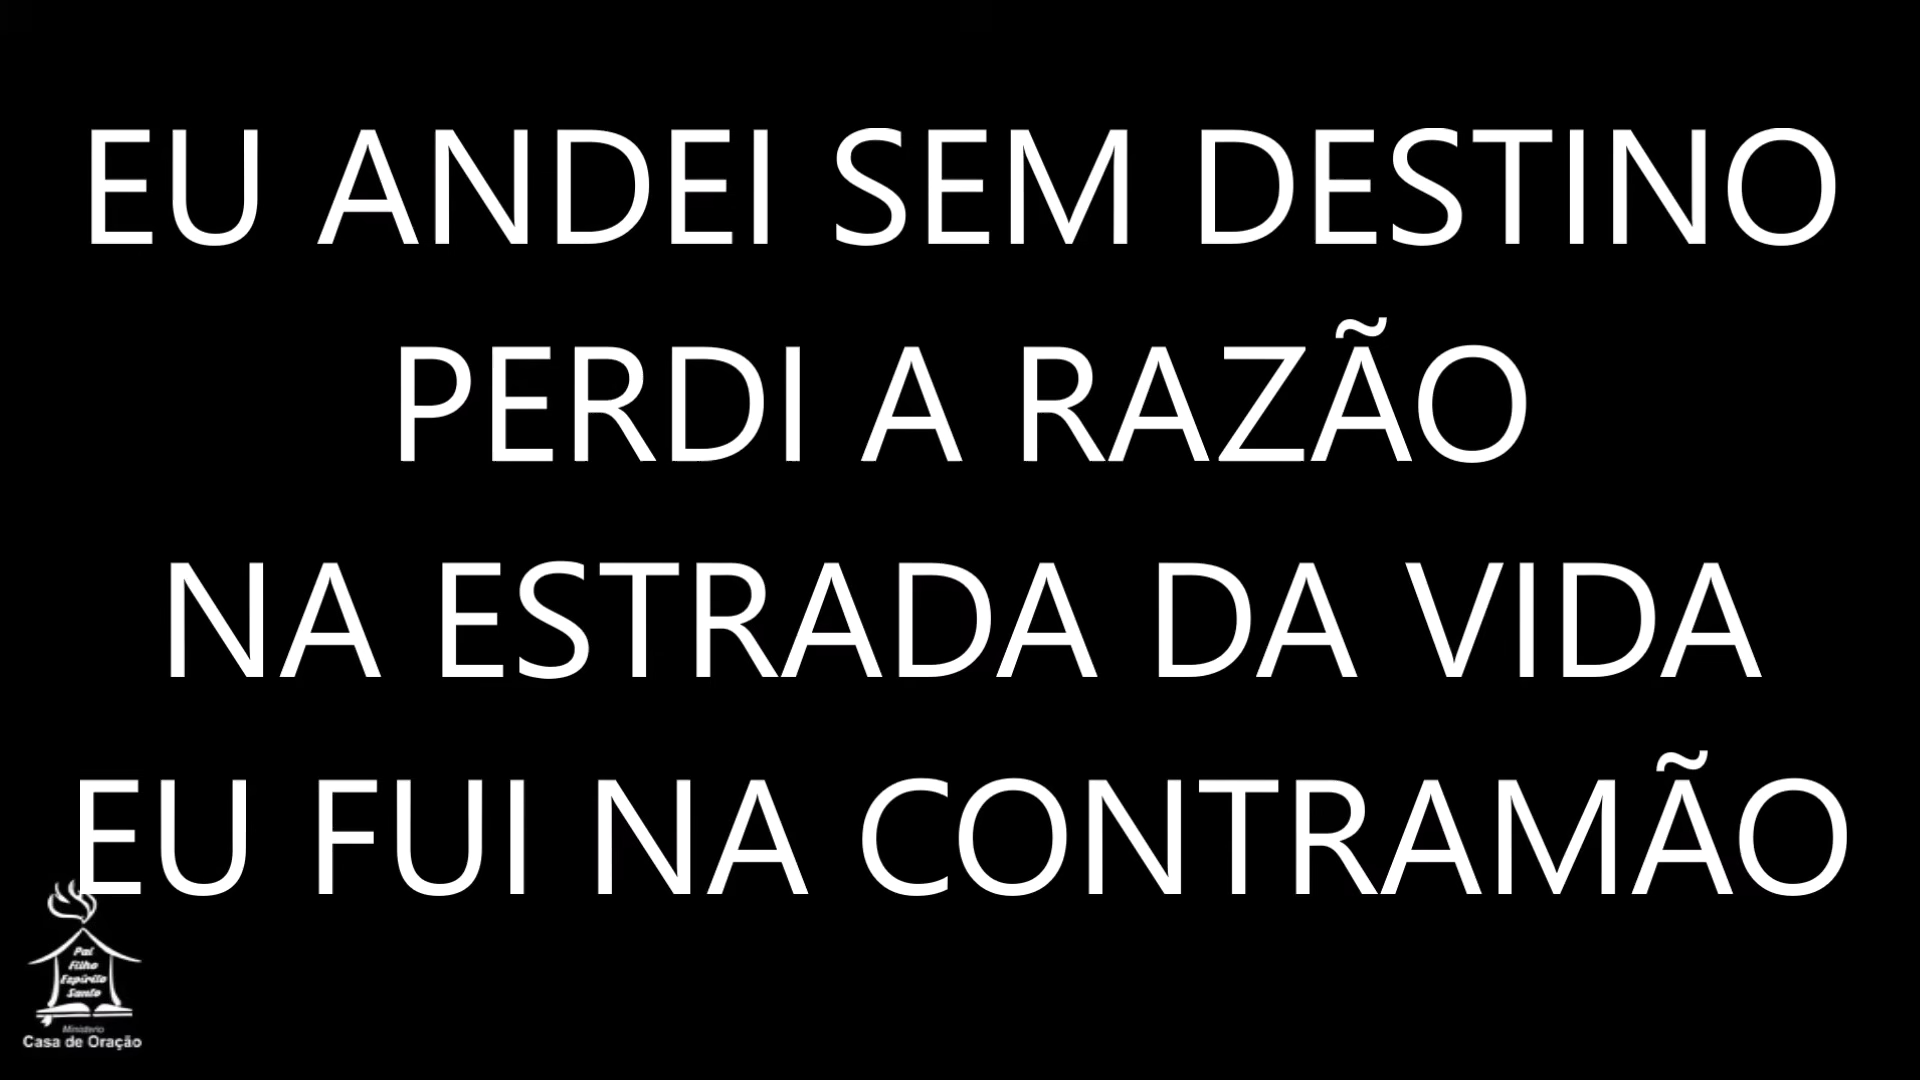 EU ANDEI SEM DESTINO
PERDI A RAZÃO
NA ESTRADA DA VIDA
EU FUI NA CONTRAMÃO
Pai
Filho
Espírito
Santo
Ministerio
Casa de Oração